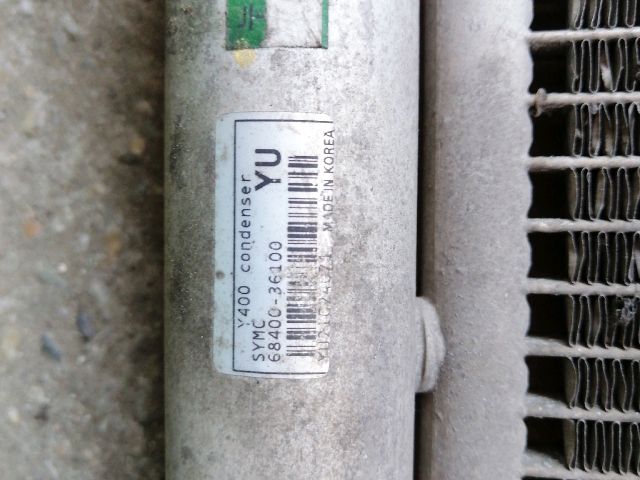 Y400 condenser
YU
SYMC
68400-36100
MADE IN KOREA